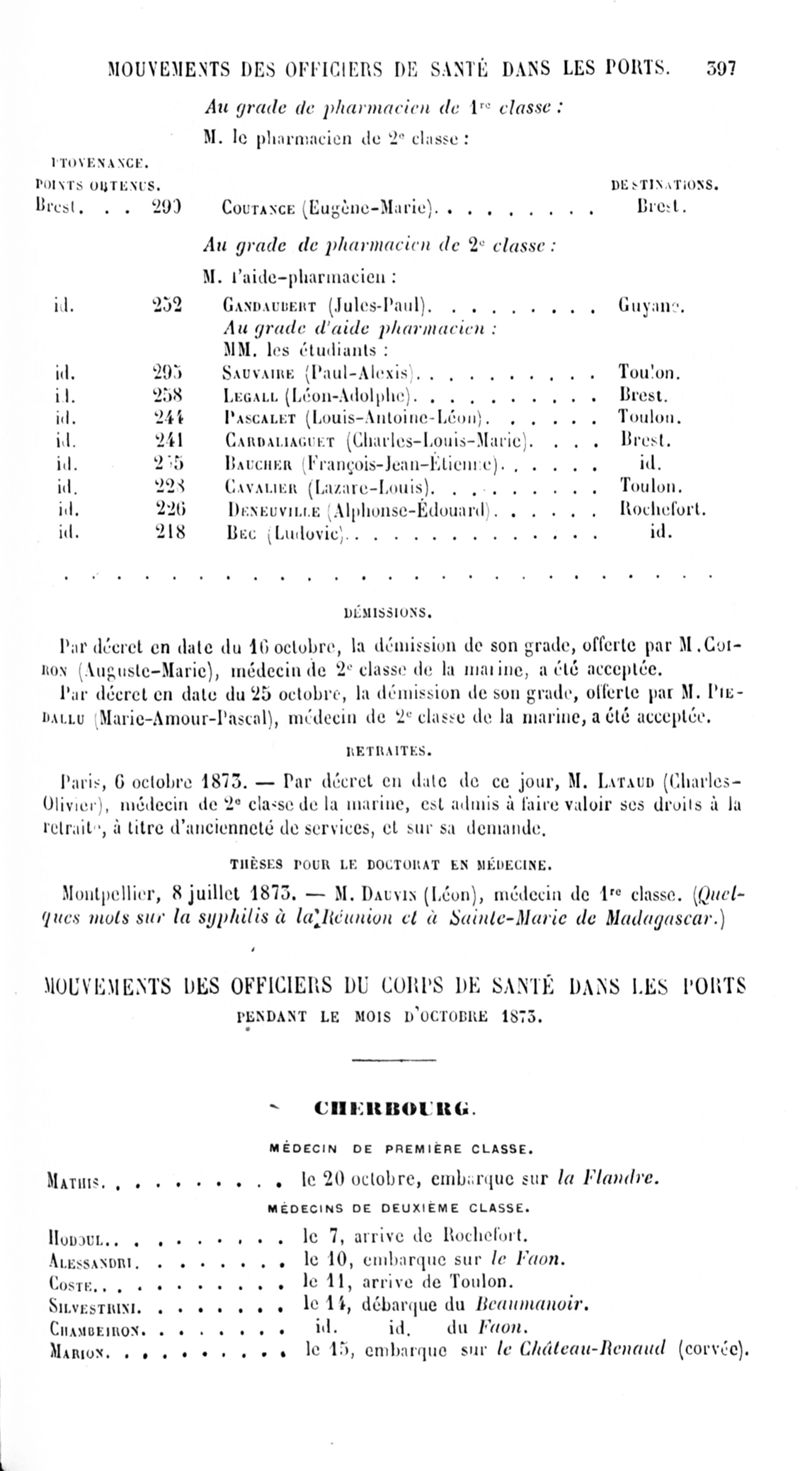 MOUVEMENTS DES OFFICIERS DE SANTÉ DANS LES PORTS. 397
Au grade de pharmacien de 1re classe :
M. le pharmacien de 2e classe :
PROVENANCE.
POINTS OBTENUS. DESTINATIONS.
Brest. . . 290 COUTANCE (Eugène-Marie). . . . . . . . . Brest.
Au grade de pharmacien de 2e classe :
M. l'aide-pharmacien :
id. 252 GANDAUBERT (Jules-Paul). . . . . . . . . Guyane.
Au grade d'aide pharmacien :
MM. les étudiants :
id. 295 SAUVAIRE (Paul-Alexis). . . . . . . . . . Toulon.
id. 258 LEGALL (Léon-Adolphe). . . . . . . . . . Brest.
id. 244 PASCALET (Louis-Antoine-Léon). . . . . . Toulon.
id. 241 CARDALIAGUET (Charles-Louis-Marie). . . . Brest.
id. BAUCHER (François-Jean-Étienne). . . . . . id.
id. 228 CAVALIER (Lazare-Louis). . . . . . . . . Toulon.
id. 226 DENEUVILLE (Alphonse-Édouard). . . . . . Rochefort.
id. 218 BEC (Ludovic). . . . . . . . . . . . . . id.
. . . . . . . . . . . . . . . . . . . . . . . . . .
DÉMISSIONS.
Par décret en date du 16 octobre, la démission de son grade, offerte par M. COI-
RON (Auguste-Marie), médecin de 2e classe de la marine, a été acceptée.
Par décret en date du 25 octobre, la démission de son grade, offerte par M. PIE-
DALLU (Marie-Amour-Pascal), médecin de 2e classe de la marine, a été acceptée.
RETRAITES.
Paris, 6 octobre 1873. — Par décret en date de ce jour, M. LATAUD (Charles-
Olivier), médecin de 2e classe de la marine, est admis à faire valoir ses droits à la
retraite, à titre d'ancienneté de services, et sur sa demande.
THÈSES POUR LE DOCTORAT EN MÉDECINE.
Montpellier, 8 juillet 1873. — M. DAUVIN (Léon), médecin de 1re classe. (Quel-
ques mots sur la syphilis à la Réunion et à Sainte-Marie de Madagascar.)
MOUVEMENTS DES OFFICIERS DU CORPS DE SANTÉ DANS LES PORTS
PENDANT LE MOIS D'OCTOBRE 1873.
CHERBOURG.
MÉDECIN DE PREMIÈRE CLASSE.
MATHIS. . . . . . . . . . le 20 octobre, embarque sur la Flandre.
MÉDECINS DE DEUXIÈME CLASSE.
HODOUL. . . . . . . . . . le 7, arrive de Rochefort.
ALESSANDRI. . . . . . . . le 10, embarque sur le Faon.
COSTE. . . . . . . . . . . le 11, arrive de Toulon.
SILVESTRINI. . . . . . . . le 14, débarque du Beaumanoir.
CHAMBEIRON. . . . . . . . id. id. du Faon.
MARION. . . . . . . . . . le 15, embarque sur le Château-Renaud (corvée).